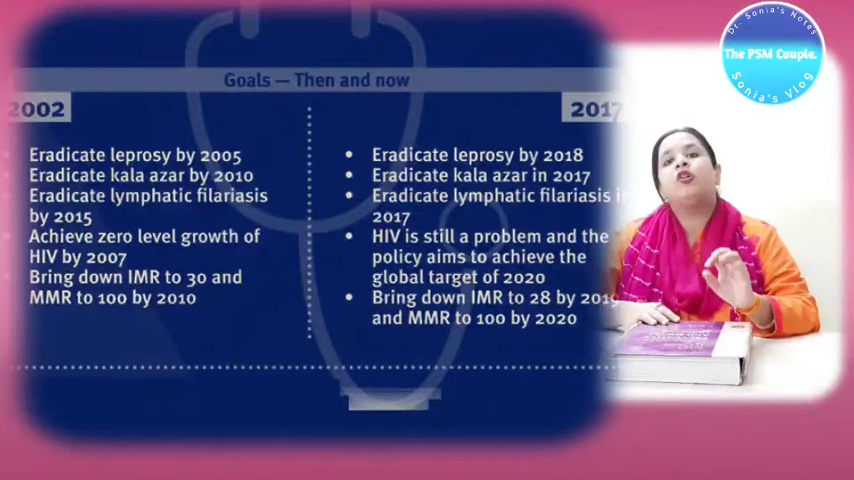 Dr. Sonia's Notes
The PSM Couple.
Sonia's Vlog
Goals — Then and now
2002
Eradicate leprosy by 2005
Eradicate kala azar by 2010
Eradicate lymphatic filariasis
by 2015
Achieve zero level growth of
HIV by 2007
Bring down IMR to 30 and
MMR to 100 by 2010
2017
• Eradicate leprosy by 2018
• Eradicate kala azar in 2017
• Eradicate lymphatic filariasis in
2017
• HIV is still a problem and the
policy aims to achieve the
global target of 2020
• Bring down IMR to 28 by 2019
and MMR to 100 by 2020